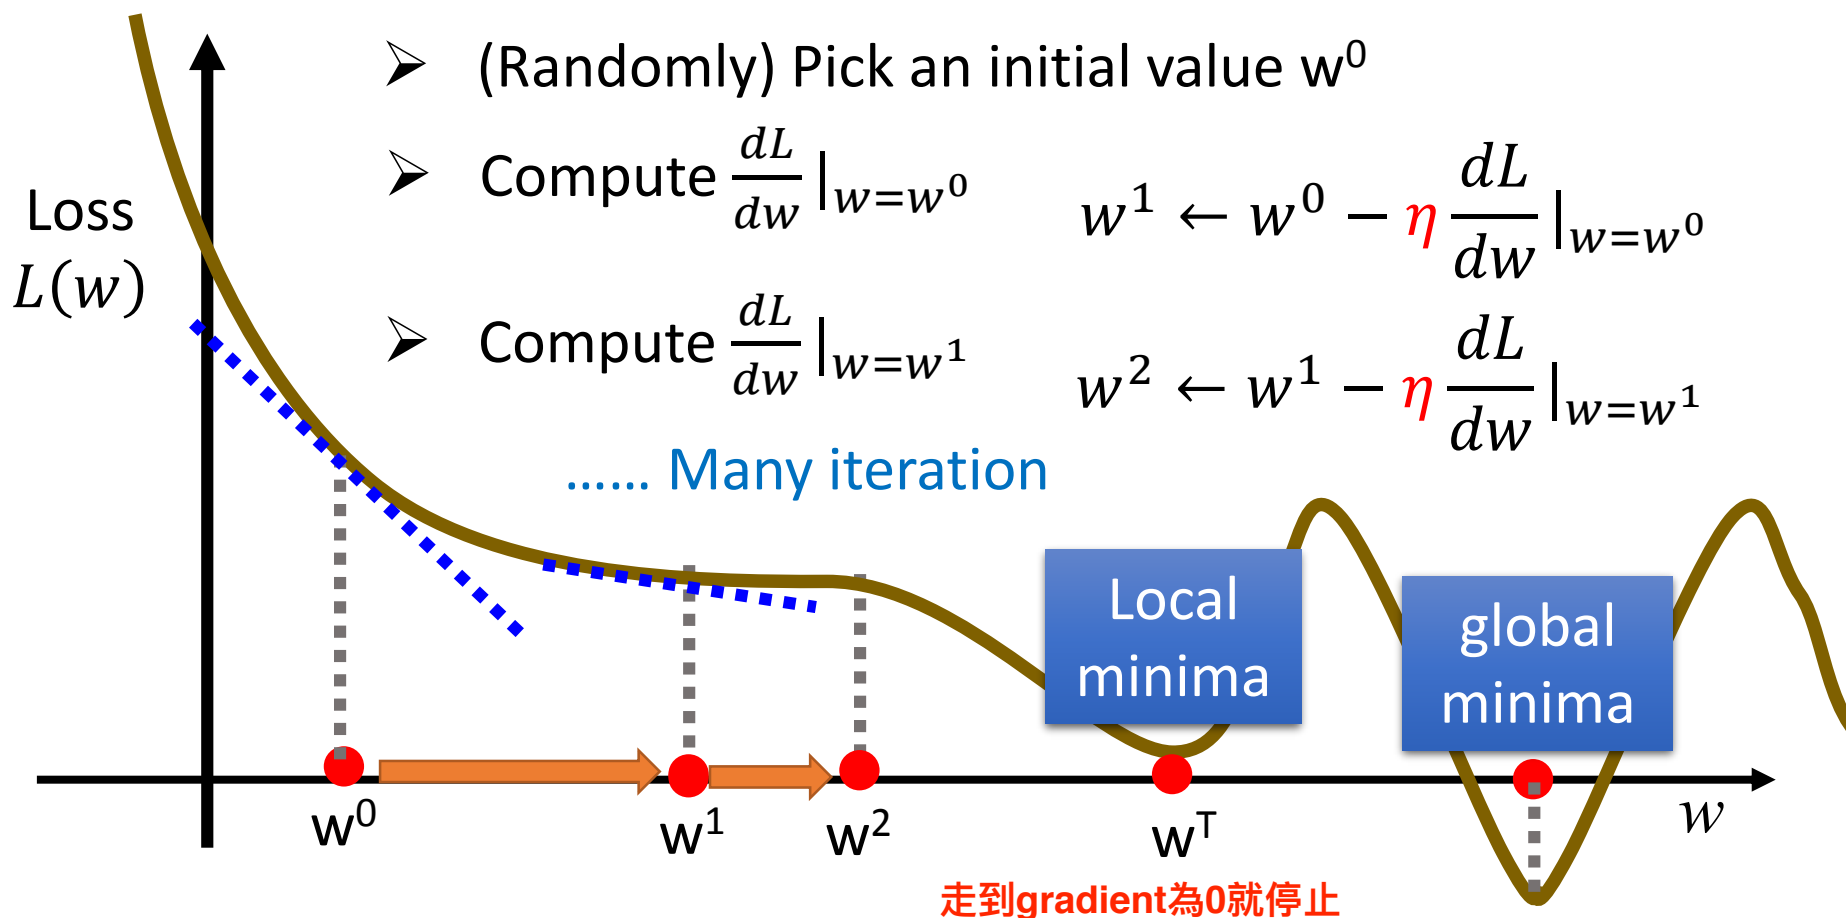 ➢ (Randomly) Pick an initial value w⁰
➢ Compute dL/dw |w=w⁰
w¹ ← w⁰ − η dL/dw |w=w⁰
➢ Compute dL/dw |w=w¹
w² ← w¹ − η dL/dw |w=w¹
Loss
L(w)
…… Many iteration
Local
minima
global
minima
w⁰
w¹
w²
wᵀ
w
走到gradient為0就停止